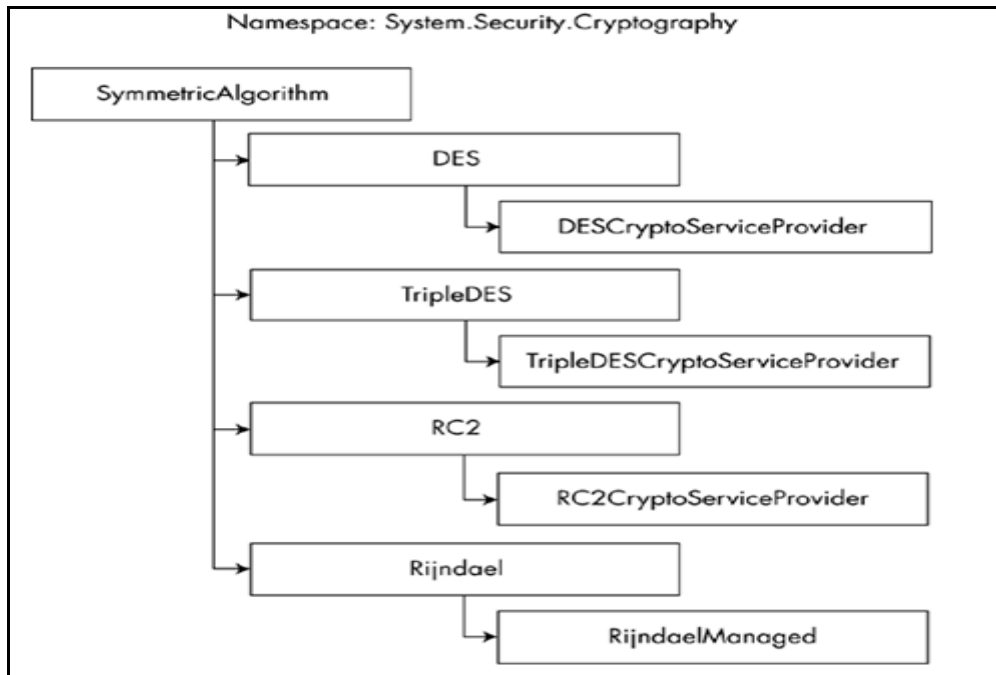 Namespace: System.Security.Cryptography
SymmetricAlgorithm
DES
DESCryptoServiceProvider
TripleDES
TripleDESCryptoServiceProvider
RC2
RC2CryptoServiceProvider
Rijndael
RijndaelManaged